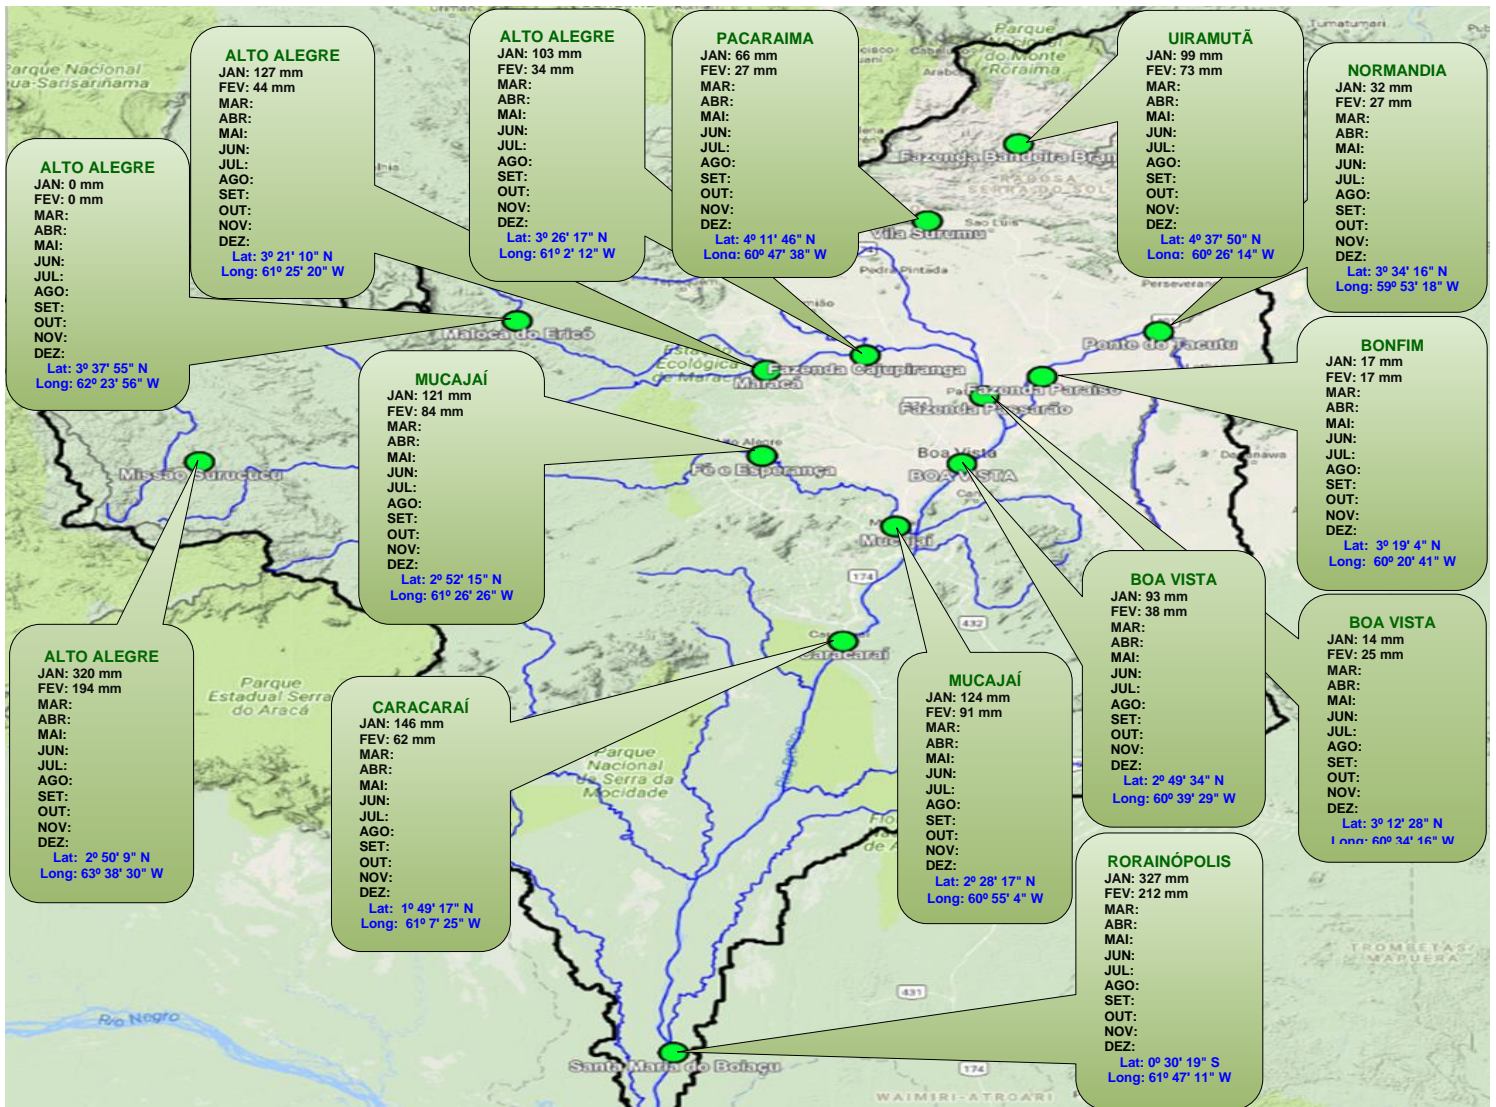 ALTO ALEGRE
JAN: 0 mm
FEV: 0 mm
MAR:
ABR:
MAI:
JUN:
JUL:
AGO:
SET:
OUT:
NOV:
DEZ:
Lat: 3º 37' 55" N
Long: 62º 23' 56" W
ALTO ALEGRE
JAN: 127 mm
FEV: 44 mm
MAR:
ABR:
MAI:
JUN:
JUL:
AGO:
SET:
OUT:
NOV:
DEZ:
Lat: 3º 21' 10" N
Long: 61º 25' 20" W
ALTO ALEGRE
JAN: 103 mm
FEV: 34 mm
MAR:
ABR:
MAI:
JUN:
JUL:
AGO:
SET:
OUT:
NOV:
DEZ:
Lat: 3º 26' 17" N
Long: 61º 2' 12" W
PACARAIMA
JAN: 66 mm
FEV: 27 mm
MAR:
ABR:
MAI:
JUN:
JUL:
AGO:
SET:
OUT:
NOV:
DEZ:
Lat: 4º 11' 46" N
Long: 60º 47' 38" W
UIRAMUTÃ
JAN: 99 mm
FEV: 73 mm
MAR:
ABR:
MAI:
JUN:
JUL:
AGO:
SET:
OUT:
NOV:
DEZ:
Lat: 4º 37' 50" N
Long: 60º 26' 14" W
NORMANDIA
JAN: 32 mm
FEV: 27 mm
MAR:
ABR:
MAI:
JUN:
JUL:
AGO:
SET:
OUT:
NOV:
DEZ:
Lat: 3º 34' 16" N
Long: 59º 53' 18" W
MUCAJAÍ
JAN: 121 mm
FEV: 84 mm
MAR:
ABR:
MAI:
JUN:
JUL:
AGO:
SET:
OUT:
NOV:
DEZ:
Lat: 2º 52' 15" N
Long: 61º 26' 26" W
BONFIM
JAN: 17 mm
FEV: 17 mm
MAR:
ABR:
MAI:
JUN:
JUL:
AGO:
SET:
OUT:
NOV:
DEZ:
Lat: 3º 19' 4" N
Long: 60º 20' 41" W
ALTO ALEGRE
JAN: 320 mm
FEV: 194 mm
MAR:
ABR:
MAI:
JUN:
JUL:
AGO:
SET:
OUT:
NOV:
DEZ:
Lat: 2º 50' 9" N
Long: 63º 38' 30" W
CARACARAÍ
JAN: 146 mm
FEV: 62 mm
MAR:
ABR:
MAI:
JUN:
JUL:
AGO:
SET:
OUT:
NOV:
DEZ:
Lat: 1º 49' 17" N
Long: 61º 7' 25" W
MUCAJAÍ
JAN: 124 mm
FEV: 91 mm
MAR:
ABR:
MAI:
JUN:
JUL:
AGO:
SET:
OUT:
NOV:
DEZ:
Lat: 2º 28' 17" N
Long: 60º 55' 4" W
BOA VISTA
JAN: 93 mm
FEV: 38 mm
MAR:
ABR:
MAI:
JUN:
JUL:
AGO:
SET:
OUT:
NOV:
DEZ:
Lat: 2º 49' 34" N
Long: 60º 39' 29" W
BOA VISTA
JAN: 14 mm
FEV: 25 mm
MAR:
ABR:
MAI:
JUN:
JUL:
AGO:
SET:
OUT:
NOV:
DEZ:
Lat: 3º 12' 28" N
Long: 60º 34' 16" W
RORAINÓPOLIS
JAN: 327 mm
FEV: 212 mm
MAR:
ABR:
MAI:
JUN:
JUL:
AGO:
SET:
OUT:
NOV:
DEZ:
Lat: 0º 30' 19" S
Long: 61º 47' 11" W
Parque
do Monte
Roraima
Tumatumari
Parque Nacional
Fazenda Bandeira Bran
RAPOSA
SERRA DO SOL
Vila Surumu
Sao Luis
Pedra Pintada
Maloca do Ericó
Maracá
Fazenda Cajupiranga
Ponte do Tacutu
Fazenda Paraíso
Fazenda Passarão
Missão Surucucu
Fé e Esperança
Boa Vista
BOA VISTA
Mucajaí
174
432
Caracaraí
Parque
Estadual Serra
do Aracá
Parque
Nacional
da Serra da
Mocidade
Rio Branco
Rio Negro
431
174
Santa Maria do Boiaçu
TROMBETAS/
MAPUERA
WAIMIRI-ATROARI